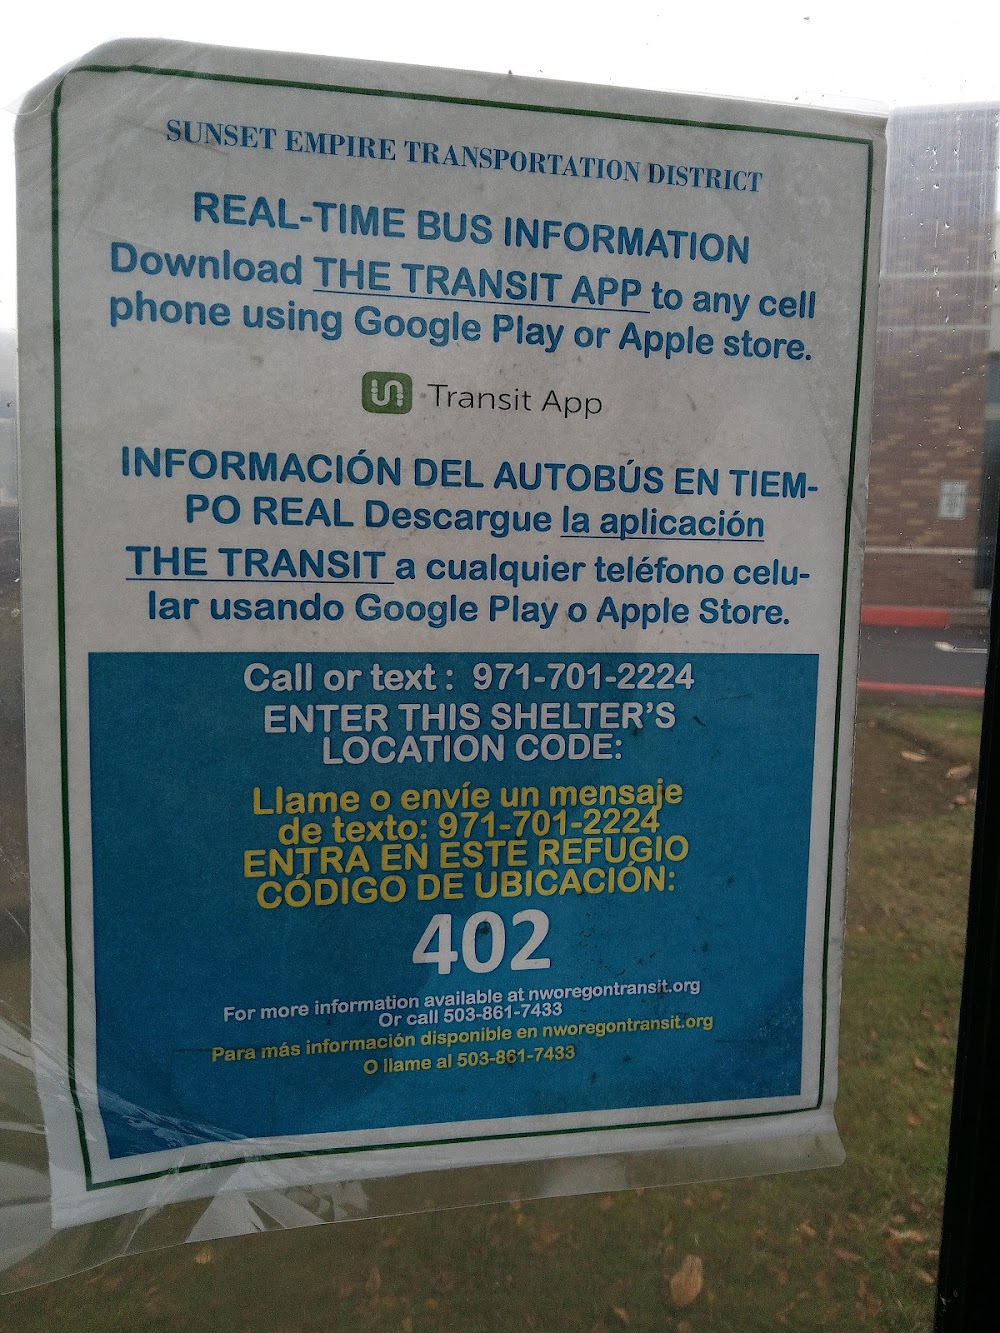 SUNSET EMPIRE TRANSPORTATION DISTRICT
REAL-TIME BUS INFORMATION
Download THE TRANSIT APP to any cell
phone using Google Play or Apple store.
Transit App
INFORMACIÓN DEL AUTOBÚS EN TIEM-
PO REAL Descargue la aplicación
THE TRANSIT a cualquier teléfono celu-
lar usando Google Play o Apple Store.
Call or text : 971-701-2224
ENTER THIS SHELTER'S
LOCATION CODE:
Llame o envíe un mensaje
de texto: 971-701-2224
ENTRA EN ESTE REFUGIO
CÓDIGO DE UBICACIÓN:
402
For more information available at nworegontransit.org
Or call 503-861-7433
Para más información disponible en nworegontransit.org
O llame al 503-861-7433